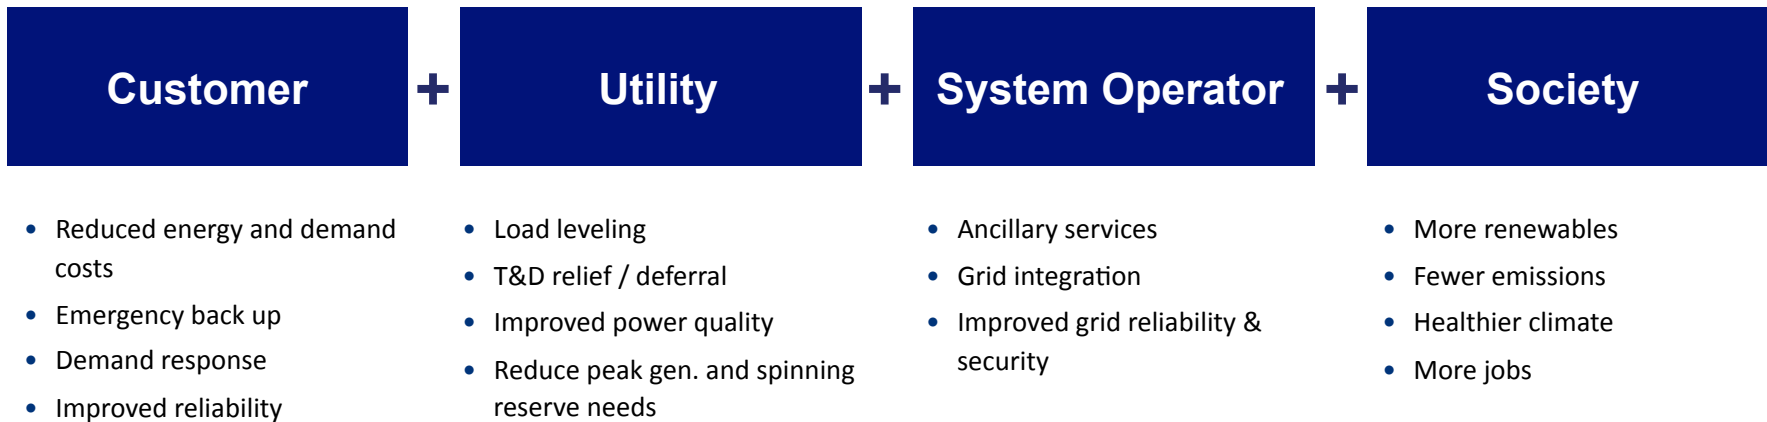 Customer + Utility + System Operator + Society
• Reduced energy and demand
costs
• Emergency back up
• Demand response
• Improved reliability
• Load leveling
• T&D relief / deferral
• Improved power quality
• Reduce peak gen. and spinning
reserve needs
• Ancillary services
• Grid integration
• Improved grid reliability &
security
• More renewables
• Fewer emissions
• Healthier climate
• More jobs